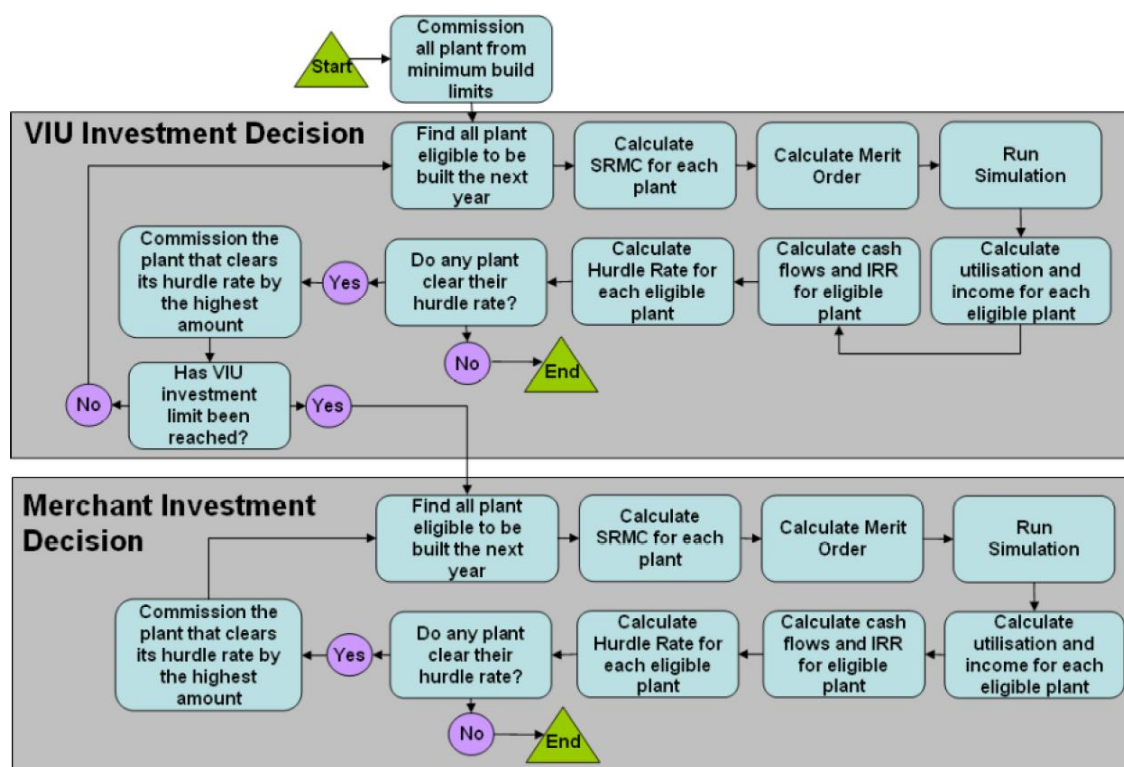 Start
Commission
all plant from
minimum build
limits
VIU Investment Decision
Find all plant
eligible to be
built the next
year
Calculate
SRMC for each
plant
Calculate Merit
Order
Run
Simulation
Calculate
utilisation and
income for each
eligible plant
Calculate cash
flows and IRR
for eligible
plant
Calculate
Hurdle Rate for
each eligible
plant
Do any plant
clear their
hurdle rate?
Yes
No
End
Commission the
plant that clears
its hurdle rate by
the highest
amount
Has VIU
investment
limit been
reached?
No
Yes
Merchant Investment
Decision
Find all plant
eligible to be
built the next
year
Calculate
SRMC for each
plant
Calculate Merit
Order
Run
Simulation
Calculate
utilisation and
income for each
eligible plant
Calculate cash
flows and IRR
for eligible
plant
Calculate
Hurdle Rate for
each eligible
plant
Do any plant
clear their
hurdle rate?
Yes
No
End
Commission the
plant that clears
its hurdle rate by
the highest
amount